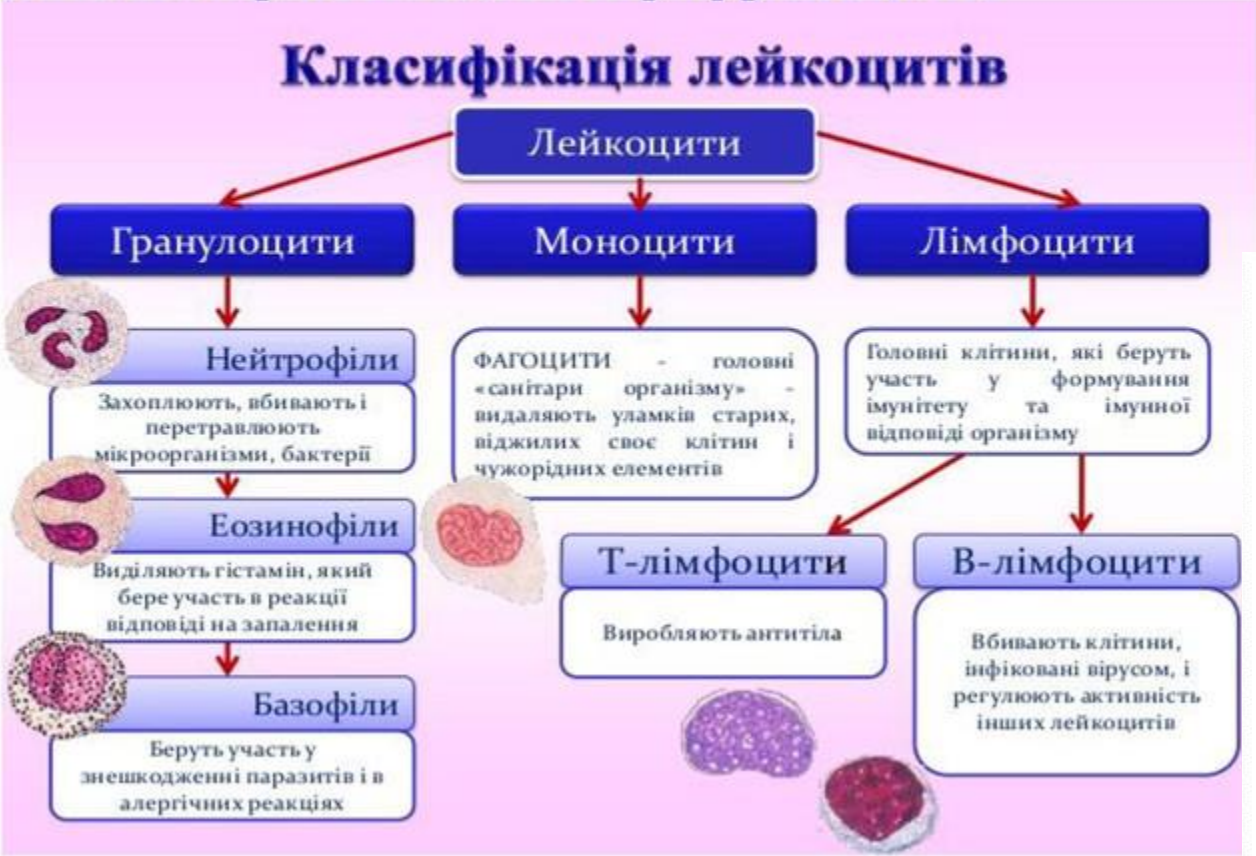 Класифікація лейкоцитів
Лейкоцити
Гранулоцити
Моноцити
Лімфоцити
Нейтрофіли
Захоплюють, вбивають і
перетравлюють
мікроорганізми, бактерії
Еозинофіли
Виділяють гістамін, який
бере участь в реакції
відповіді на запалення
Базофіли
Беруть участь у
знешкодженні паразитів і в
алергічних реакціях
ФАГОЦИТИ - головні
«санітари організму» -
видаляють уламків старих,
віджилих своє клітин і
чужорідних елементів
Головні клітини, які беруть
участь у формування
імунітету та імунної
відповіді організму
Т-лімфоцити
Виробляють антитіла
В-лімфоцити
Вбивають клітини,
інфіковані вірусом, і
регулюють активність
інших лейкоцитів